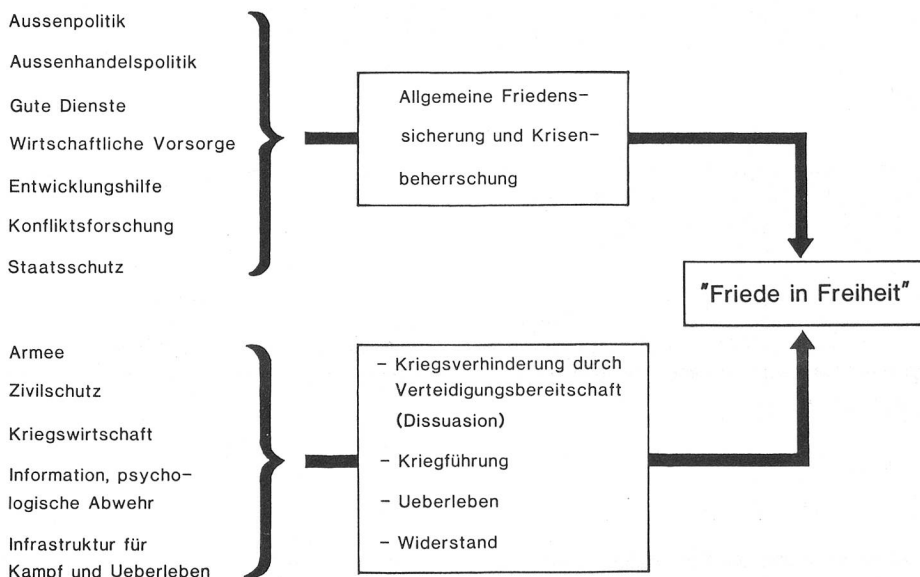 Aussenpolitik
Aussenhandelspolitik
Gute Dienste
Wirtschaftliche Vorsorge
Entwicklungshilfe
Konfliktsforschung
Staatsschutz
Allgemeine Friedens-
sicherung und Krisen-
beherrschung
"Friede in Freiheit"
Armee
Zivilschutz
Kriegswirtschaft
Information, psycho-
logische Abwehr
Infrastruktur für
Kampf und Ueberleben
- Kriegsverhinderung durch
Verteidigungsbereitschaft
(Dissuasion)
- Kriegführung
- Ueberleben
- Widerstand